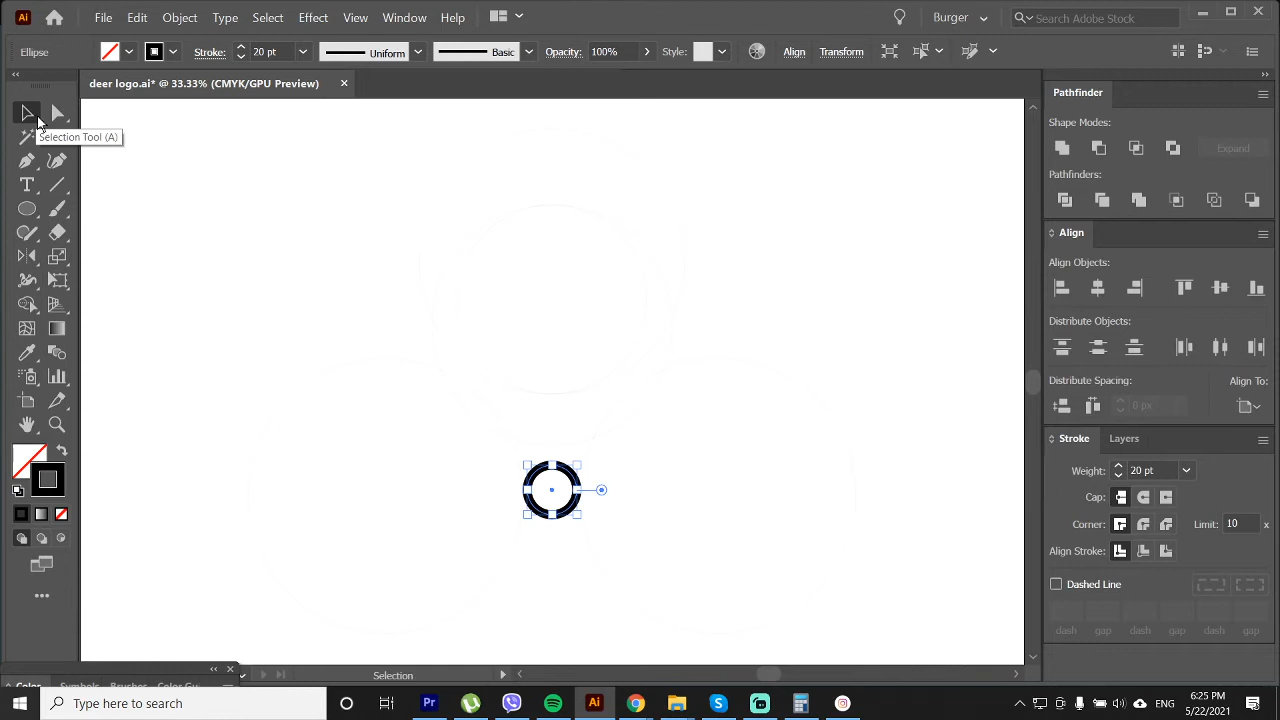 Ai
File Edit Object Type Select Effect View Window Help
Burger
Search Adobe Stock
Ellipse
Stroke: 20 pt
Uniform
Basic
Opacity: 100%
Style:
Align
Transform
deer logo.ai* @ 33.33% (CMYK/GPU Preview)
Selection Tool (A)
Pathfinder
Shape Modes:
Expand
Pathfinders:
Align
Align Objects:
Distribute Objects:
Distribute Spacing: Align To:
0 px
Stroke Layers
Weight: 20 pt
Cap:
Corner: Limit: 10 x
Align Stroke:
Dashed Line
dash gap dash gap dash gap
Selection
Color Symbols Brushes Color Gui
Type here to search
Pr
Ai
6:25 PM
5/22/2021